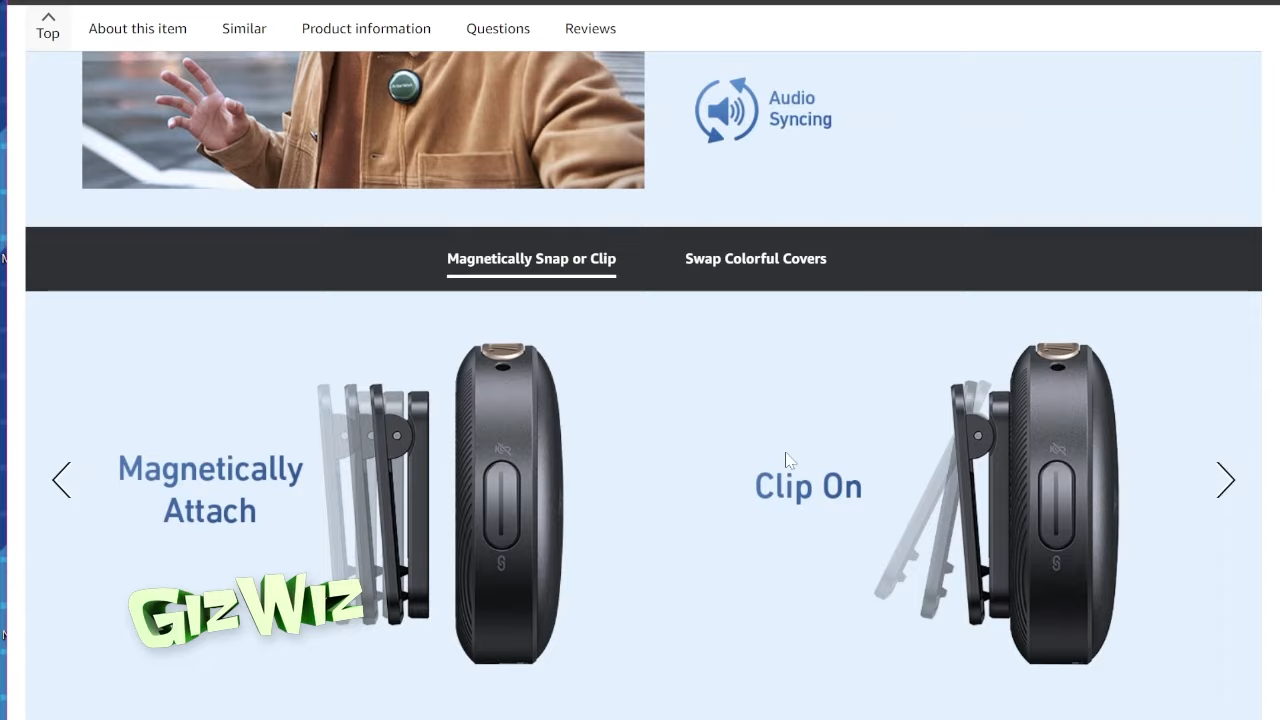 Top
About this item
Similar
Product information
Questions
Reviews
Audio
Syncing
Magnetically Snap or Clip
Swap Colorful Covers
Magnetically
Attach
Clip On
GizWiz